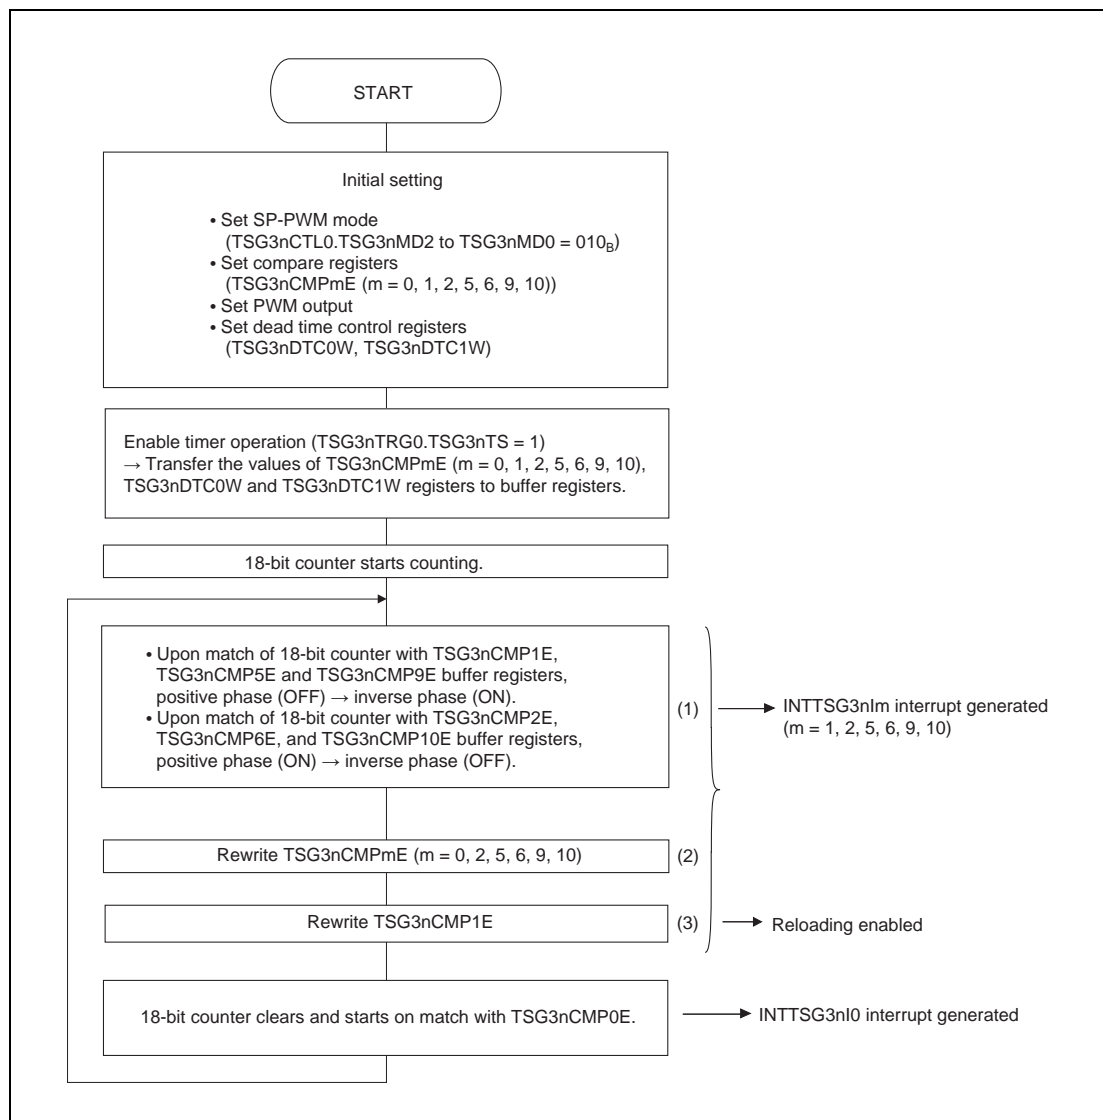 START
Initial setting
• Set SP-PWM mode
(TSG3nCTL0.TSG3nMD2 to TSG3nMD0 = 010B)
• Set compare registers
(TSG3nCMPmE (m = 0, 1, 2, 5, 6, 9, 10))
• Set PWM output
• Set dead time control registers
(TSG3nDTC0W, TSG3nDTC1W)
Enable timer operation (TSG3nTRG0.TSG3nTS = 1)
→ Transfer the values of TSG3nCMPmE (m = 0, 1, 2, 5, 6, 9, 10),
TSG3nDTC0W and TSG3nDTC1W registers to buffer registers.
18-bit counter starts counting.
• Upon match of 18-bit counter with TSG3nCMP1E,
TSG3nCMP5E and TSG3nCMP9E buffer registers,
positive phase (OFF) → inverse phase (ON).
• Upon match of 18-bit counter with TSG3nCMP2E,
TSG3nCMP6E, and TSG3nCMP10E buffer registers,
positive phase (ON) → inverse phase (OFF).
(1)
INTTSG3nIm interrupt generated
(m = 1, 2, 5, 6, 9, 10)
Rewrite TSG3nCMPmE (m = 0, 2, 5, 6, 9, 10)
(2)
Rewrite TSG3nCMP1E
(3)
Reloading enabled
18-bit counter clears and starts on match with TSG3nCMP0E.
INTTSG3nI0 interrupt generated